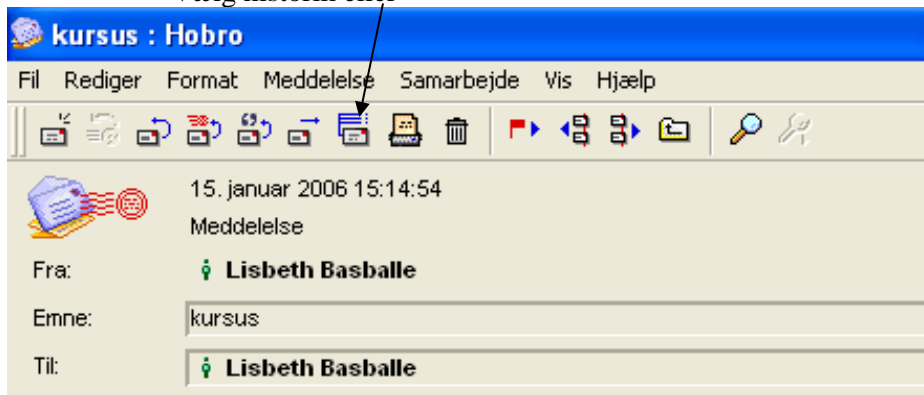 kursus : Hobro
Fil Rediger Format Meddelelse Samarbejde Vis Hjælp
15. januar 2006 15:14:54
Meddelelse
Fra: Lisbeth Basballe
Emne: kursus
Til: Lisbeth Basballe